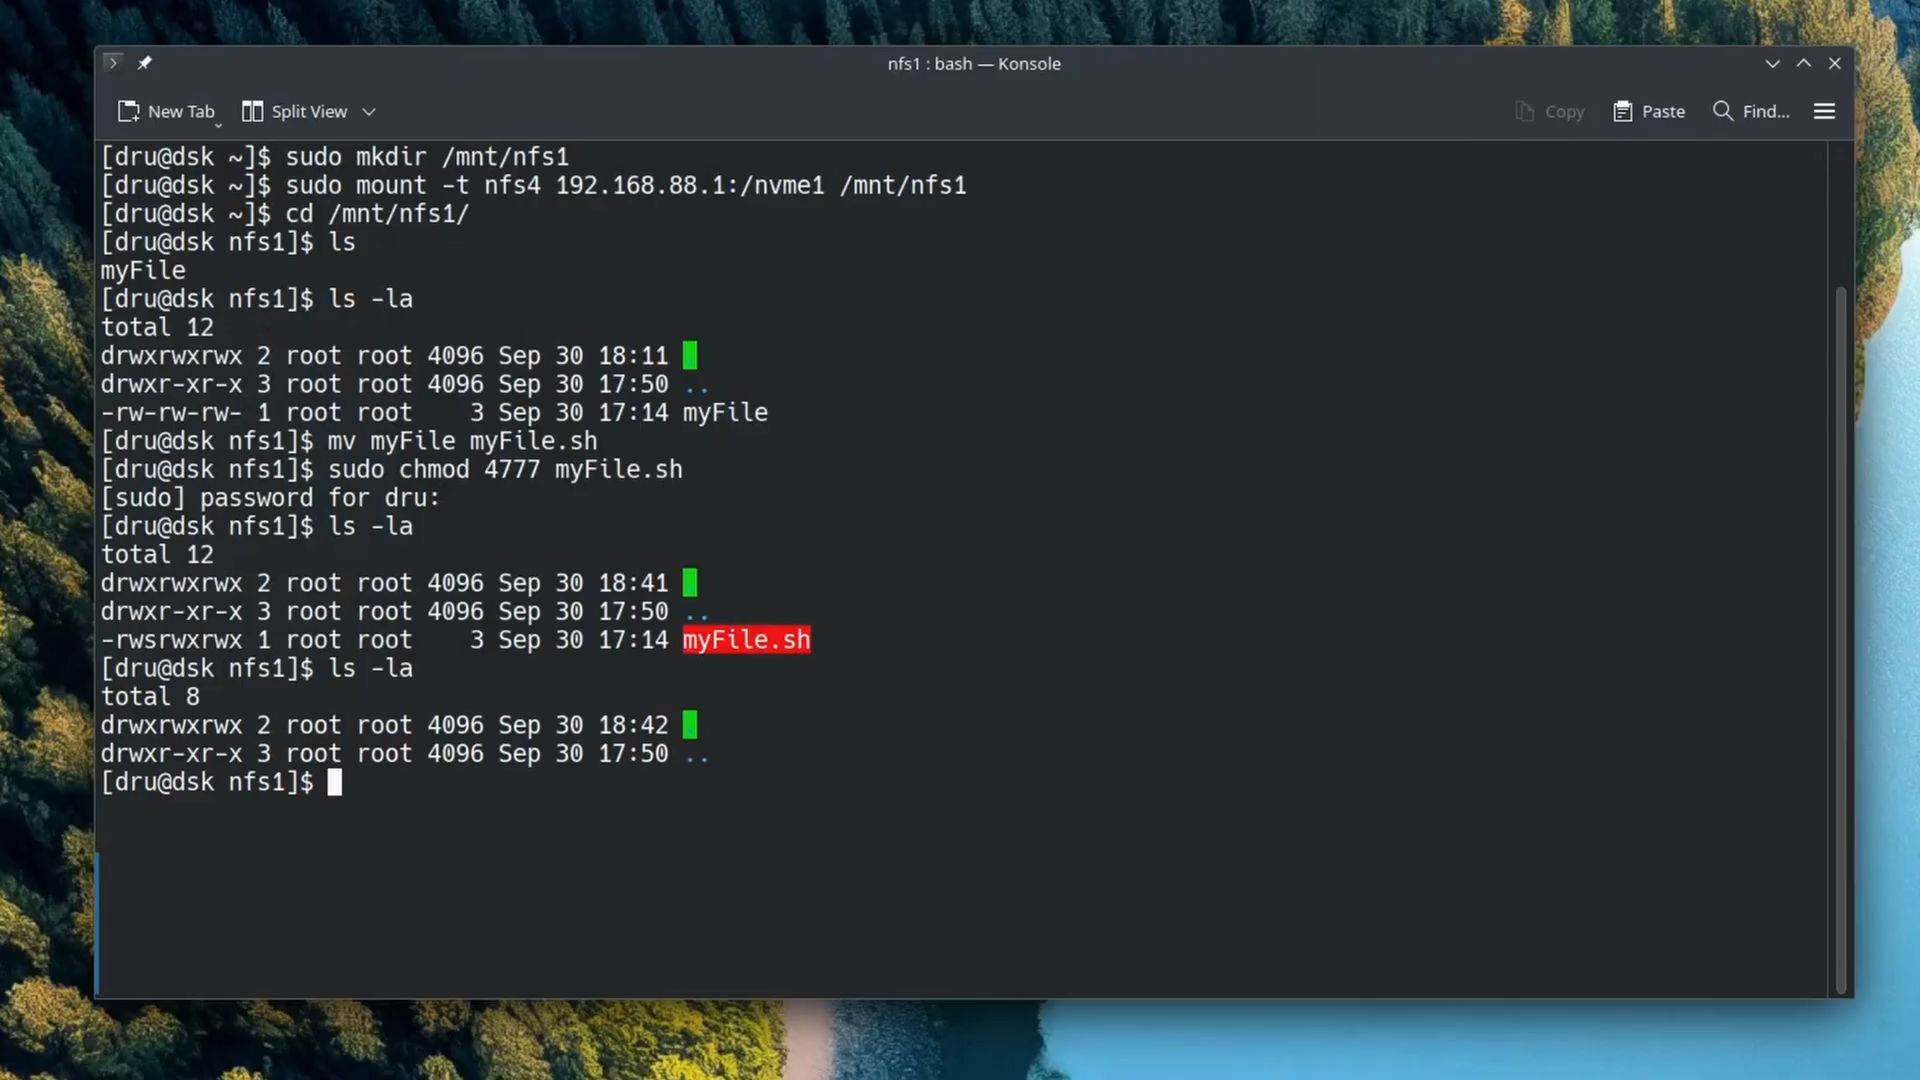 nfs1 : bash — Konsole
New Tab Split View Copy Paste Find...
[dru@dsk ~]$ sudo mkdir /mnt/nfs1
[dru@dsk ~]$ sudo mount -t nfs4 192.168.88.1:/nvme1 /mnt/nfs1
[dru@dsk ~]$ cd /mnt/nfs1/
[dru@dsk nfs1]$ ls
myFile
[dru@dsk nfs1]$ ls -la
total 12
drwxrwxrwx 2 root root 4096 Sep 30 18:11 .
drwxr-xr-x 3 root root 4096 Sep 30 17:50 ..
-rw-rw-rw- 1 root root    3 Sep 30 17:14 myFile
[dru@dsk nfs1]$ mv myFile myFile.sh
[dru@dsk nfs1]$ sudo chmod 4777 myFile.sh
[sudo] password for dru:
[dru@dsk nfs1]$ ls -la
total 12
drwxrwxrwx 2 root root 4096 Sep 30 18:41 .
drwxr-xr-x 3 root root 4096 Sep 30 17:50 ..
-rwsrwxrwx 1 root root    3 Sep 30 17:14 myFile.sh
[dru@dsk nfs1]$ ls -la
total 8
drwxrwxrwx 2 root root 4096 Sep 30 18:42 .
drwxr-xr-x 3 root root 4096 Sep 30 17:50 ..
[dru@dsk nfs1]$